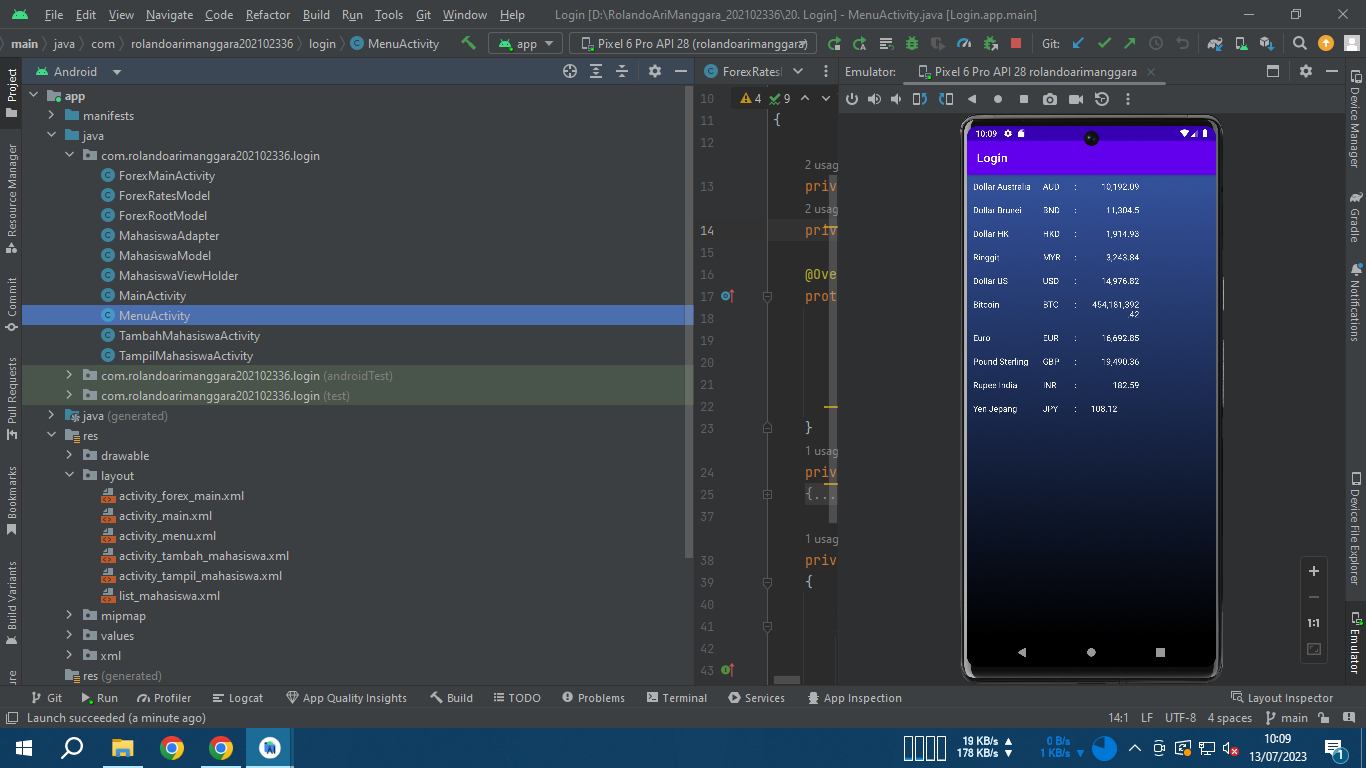 File Edit View Navigate Code Refactor Build Run Tools Git Window Help Login [D:\RolandoAriManggara_202102336\20. Login] - MenuActivity.java [Login.app.main]
main java com rolandoarimanggara202102336 login MenuActivity app Pixel 6 Pro API 28 (rolandoarimanggara) Git:
Android ForexRates Emulator: Pixel 6 Pro API 28 rolandoarimanggara
Project
Resource Manager
Commit
Pull Requests
Bookmarks
Build Variants
app
manifests
java
com.rolandoarimanggara202102336.login
ForexMainActivity
ForexRatesModel
ForexRootModel
MahasiswaAdapter
MahasiswaModel
MahasiswaViewHolder
MainActivity
MenuActivity
TambahMahasiswaActivity
TampilMahasiswaActivity
com.rolandoarimanggara202102336.login (androidTest)
com.rolandoarimanggara202102336.login (test)
java (generated)
res
drawable
layout
activity_forex_main.xml
activity_main.xml
activity_menu.xml
activity_tambah_mahasiswa.xml
activity_tampil_mahasiswa.xml
list_mahasiswa.xml
mipmap
values
xml
res (generated)
4 9
10
11 {
12
2 usag
13 priv
2 usag
14 priv
15
16 @Ove
17 prot
18
19
20
21
22
23 }
1 usag
24 priv
25 {...
37
1 usag
38 priv
39 {
40
41
42
43
10:09
Login
Dollar Australia AUD : 10,192.09
Dollar Brunei BND : 11,304.5
Dollar HK HKD : 1,914.93
Ringgit MYR : 3,243.84
Dollar US USD : 14,976.82
Bitcoin BTC : 454,181,392
.42
Euro EUR : 16,692.85
Pound Sterling GBP : 19,490.36
Rupee India INR : 182.59
Yen Jepang JPY : 108.12
1:1
Device Manager
Gradle
Notifications
Device File Explorer
Emulator
Git Run Profiler Logcat App Quality Insights Build TODO Problems Terminal Services App Inspection Layout Inspector
Launch succeeded (a minute ago) 14:1 LF UTF-8 4 spaces main
19 KB/s
178 KB/s
0 B/s
1 KB/s
10:09
13/07/2023
1